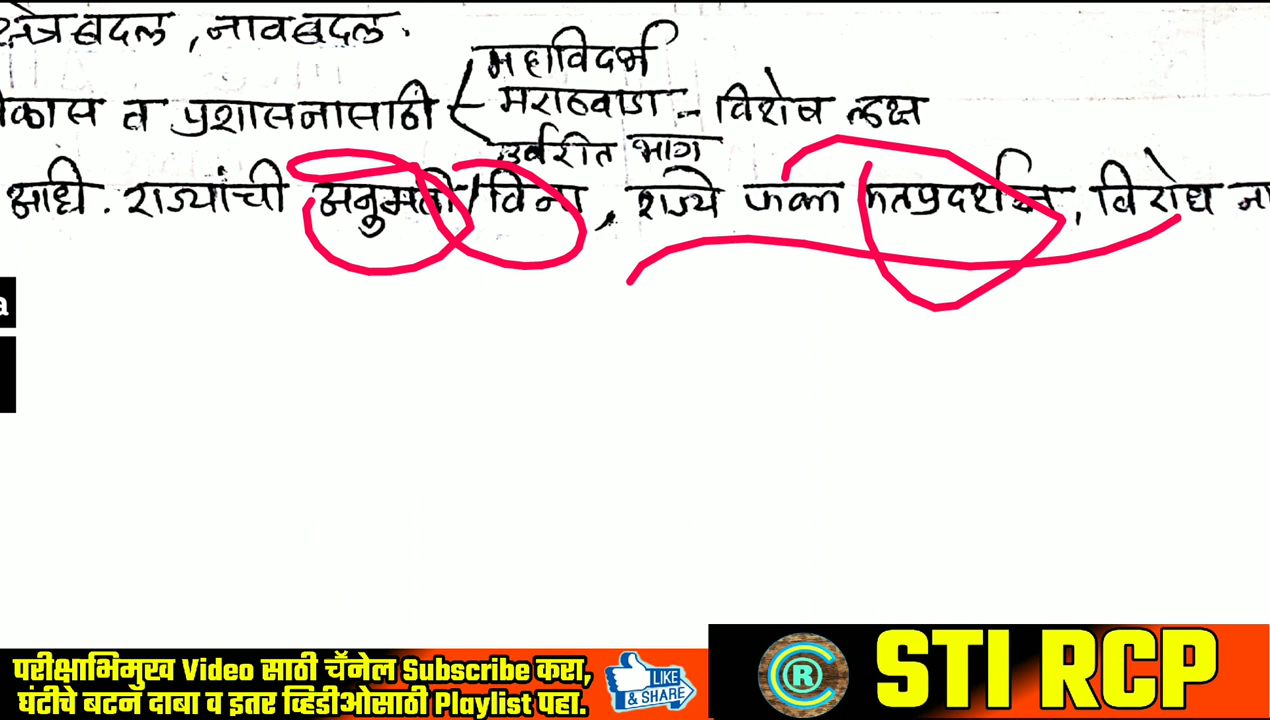 क्षेत्रबदल, नावबदल.
महाविदर्भ
विकास व प्रशासनासाठी मराठवाडा - विशेष लक्ष
उर्वरीत भाग
आधी. राज्यांची अनुमती/विना, राज्ये फक्त मतप्रदर्शन, विरोध ना
a
परीक्षाभिमुख Video साठी चॅनेल Subscribe करा,
घंटीचे बटन दाबा व इतर व्हिडीओसाठी Playlist पहा.
LIKE
& SHARE
R
STI RCP